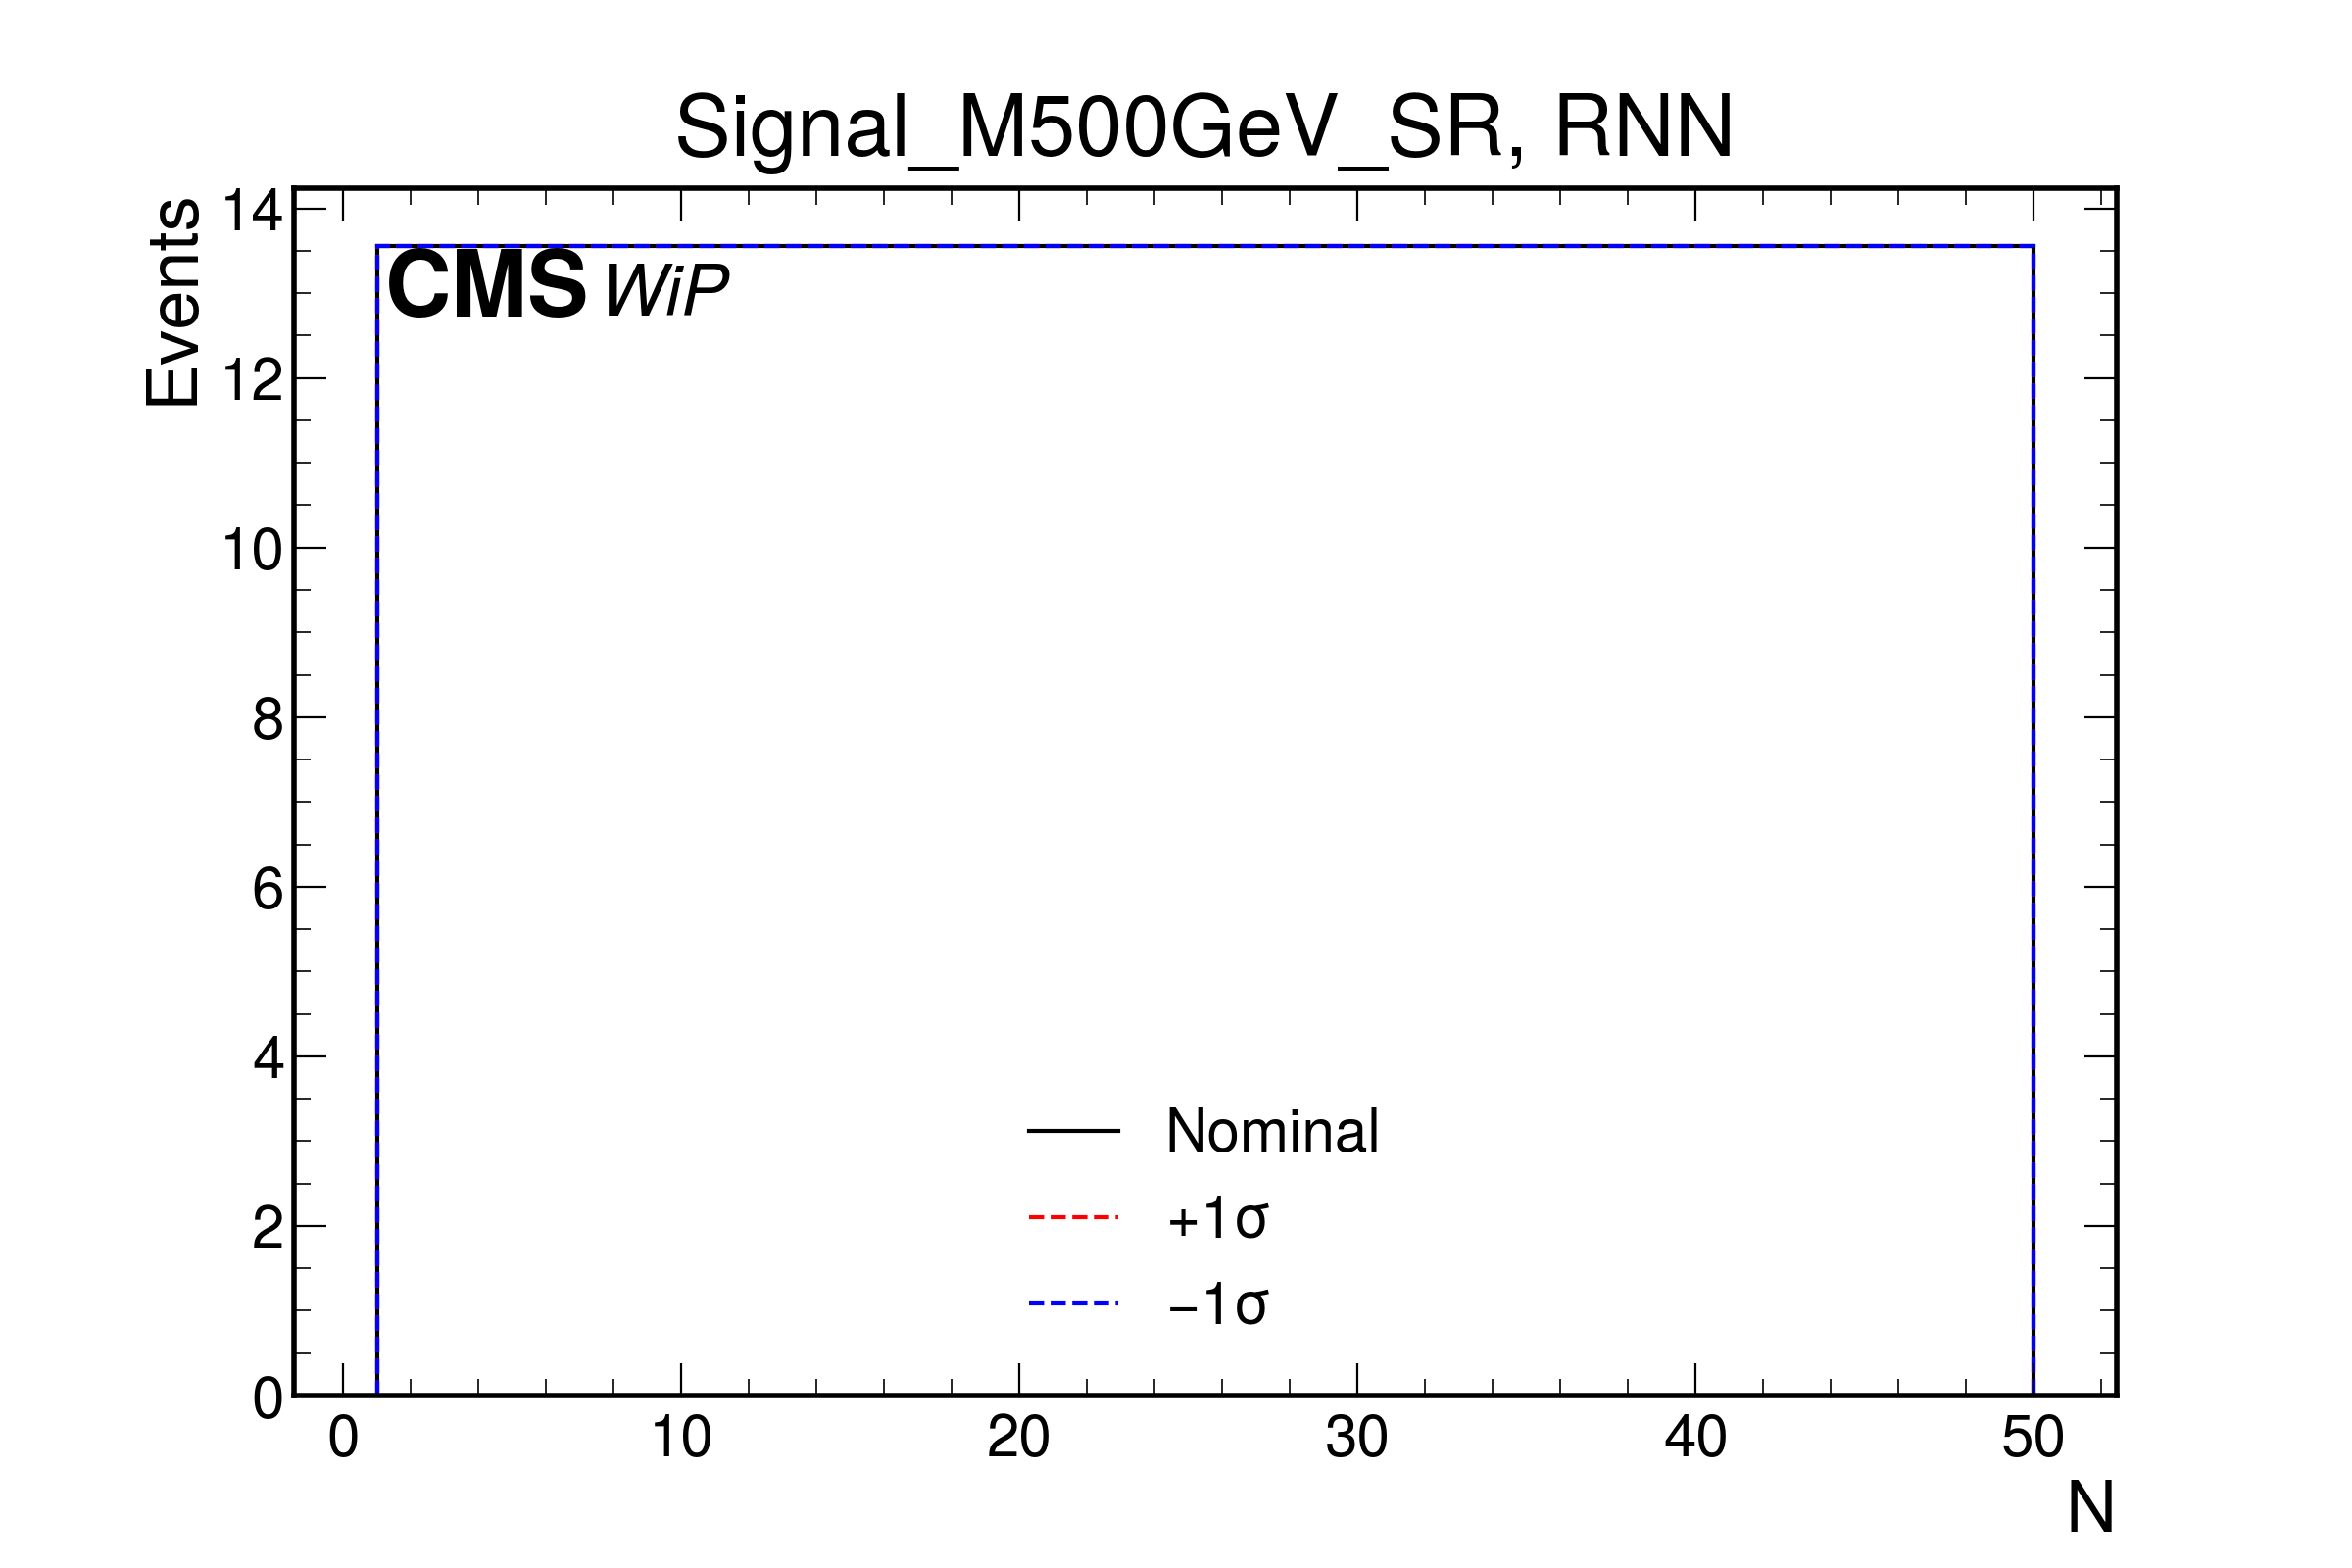 Signal_M500GeV_SR, RNN
Events
14
CMS WiP
12
10
8
6
4
2
0
Nominal
+1σ
−1σ
0 10 20 30 40 50
N